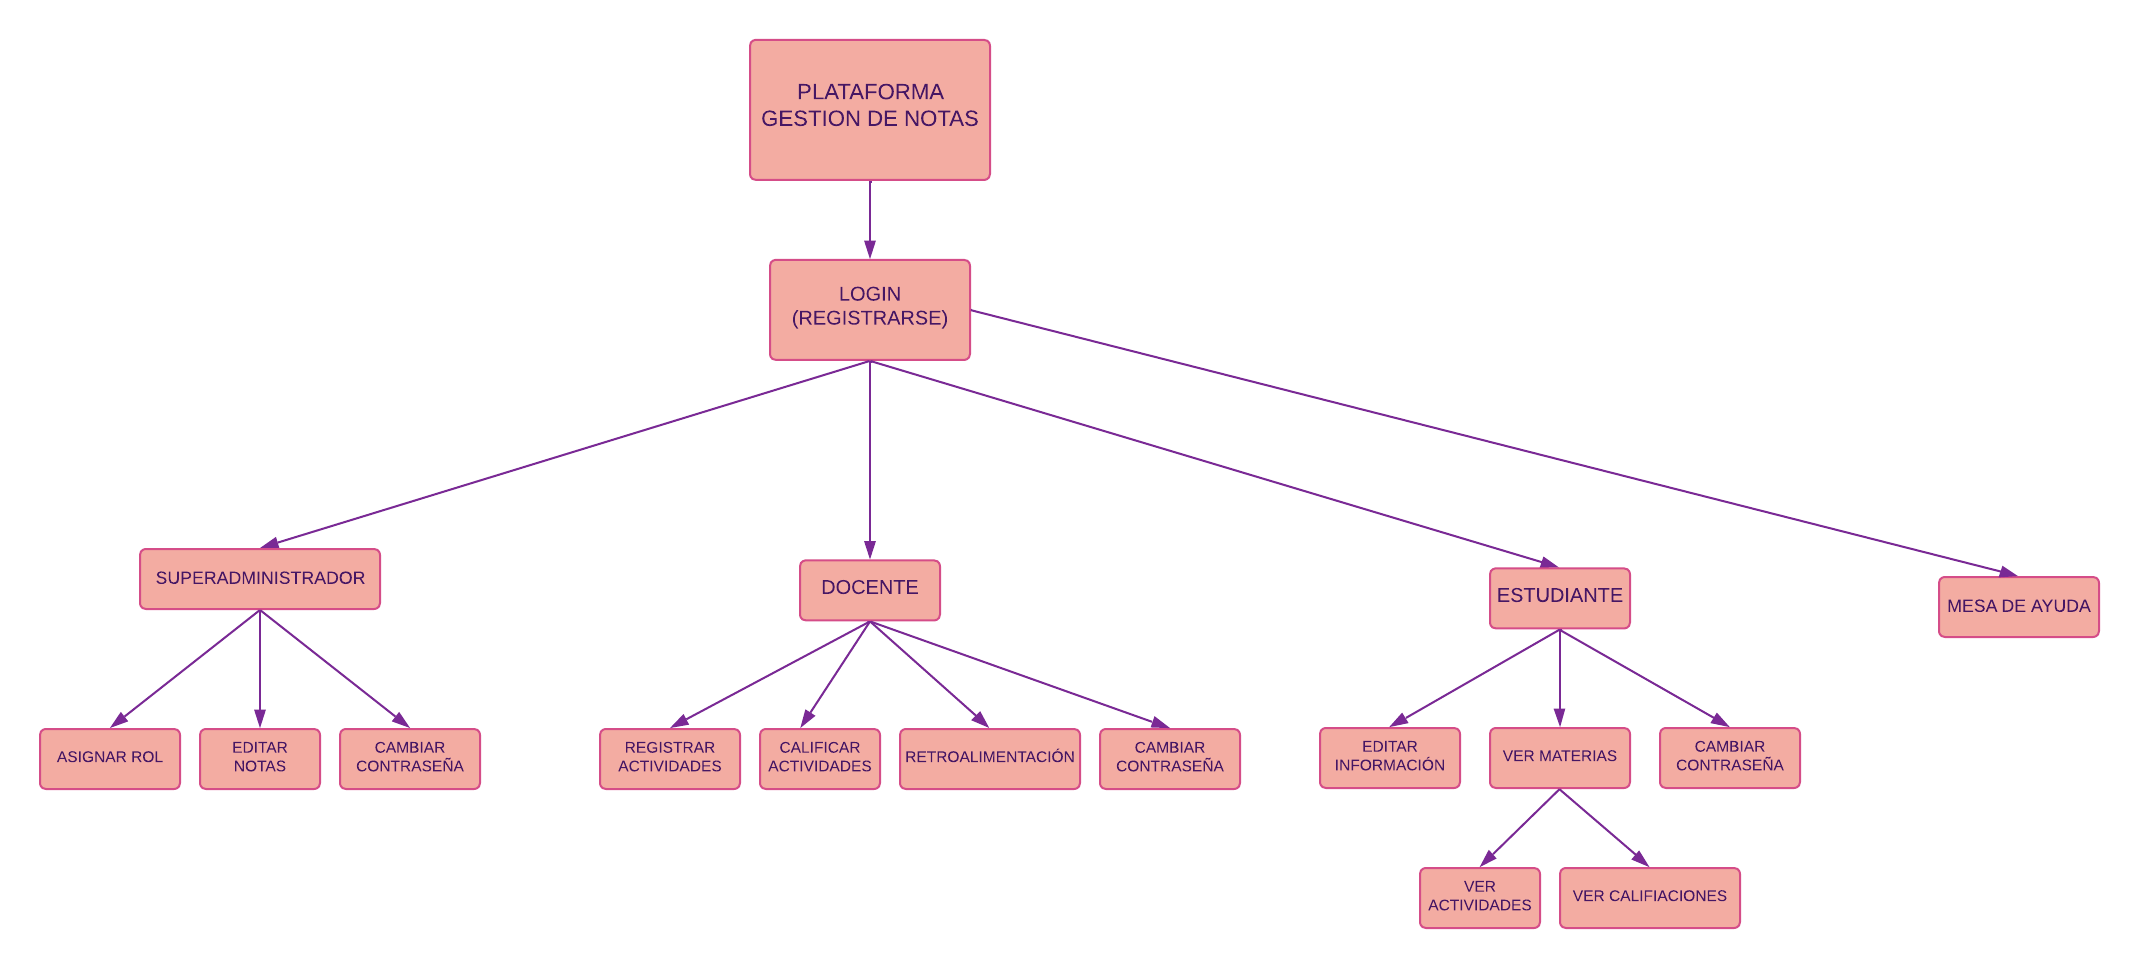 PLATAFORMA
GESTION DE NOTAS
LOGIN
(REGISTRARSE)
SUPERADMINISTRADOR
DOCENTE
ESTUDIANTE
MESA DE AYUDA
ASIGNAR ROL
EDITAR
NOTAS
CAMBIAR
CONTRASEÑA
REGISTRAR
ACTIVIDADES
CALIFICAR
ACTIVIDADES
RETROALIMENTACIÓN
CAMBIAR
CONTRASEÑA
EDITAR
INFORMACIÓN
VER MATERIAS
CAMBIAR
CONTRASEÑA
VER
ACTIVIDADES
VER CALIFIACIONES